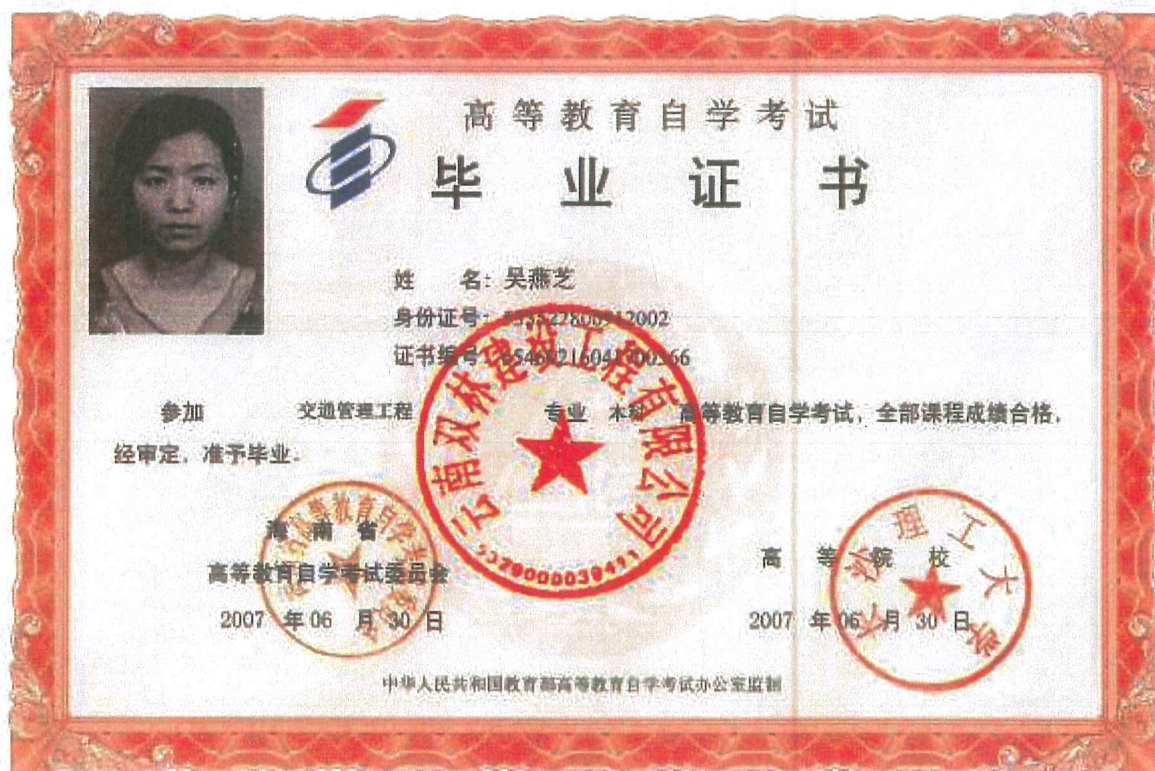 高等教育自学考试
毕业证书
姓 名：吴燕芝
身份证号：
证书编号：
参加 交通管理工程 专业 本科 高等教育自学考试，全部课程成绩合格，
经审定，准予毕业。
云南双林建设工程有限公司
海南省
高等教育自学考试委员会
2007 年 06 月 30 日
高等院校
长沙理工大学
2007 年 06 月 30 日
中华人民共和国教育部高等教育自学考试办公室监制